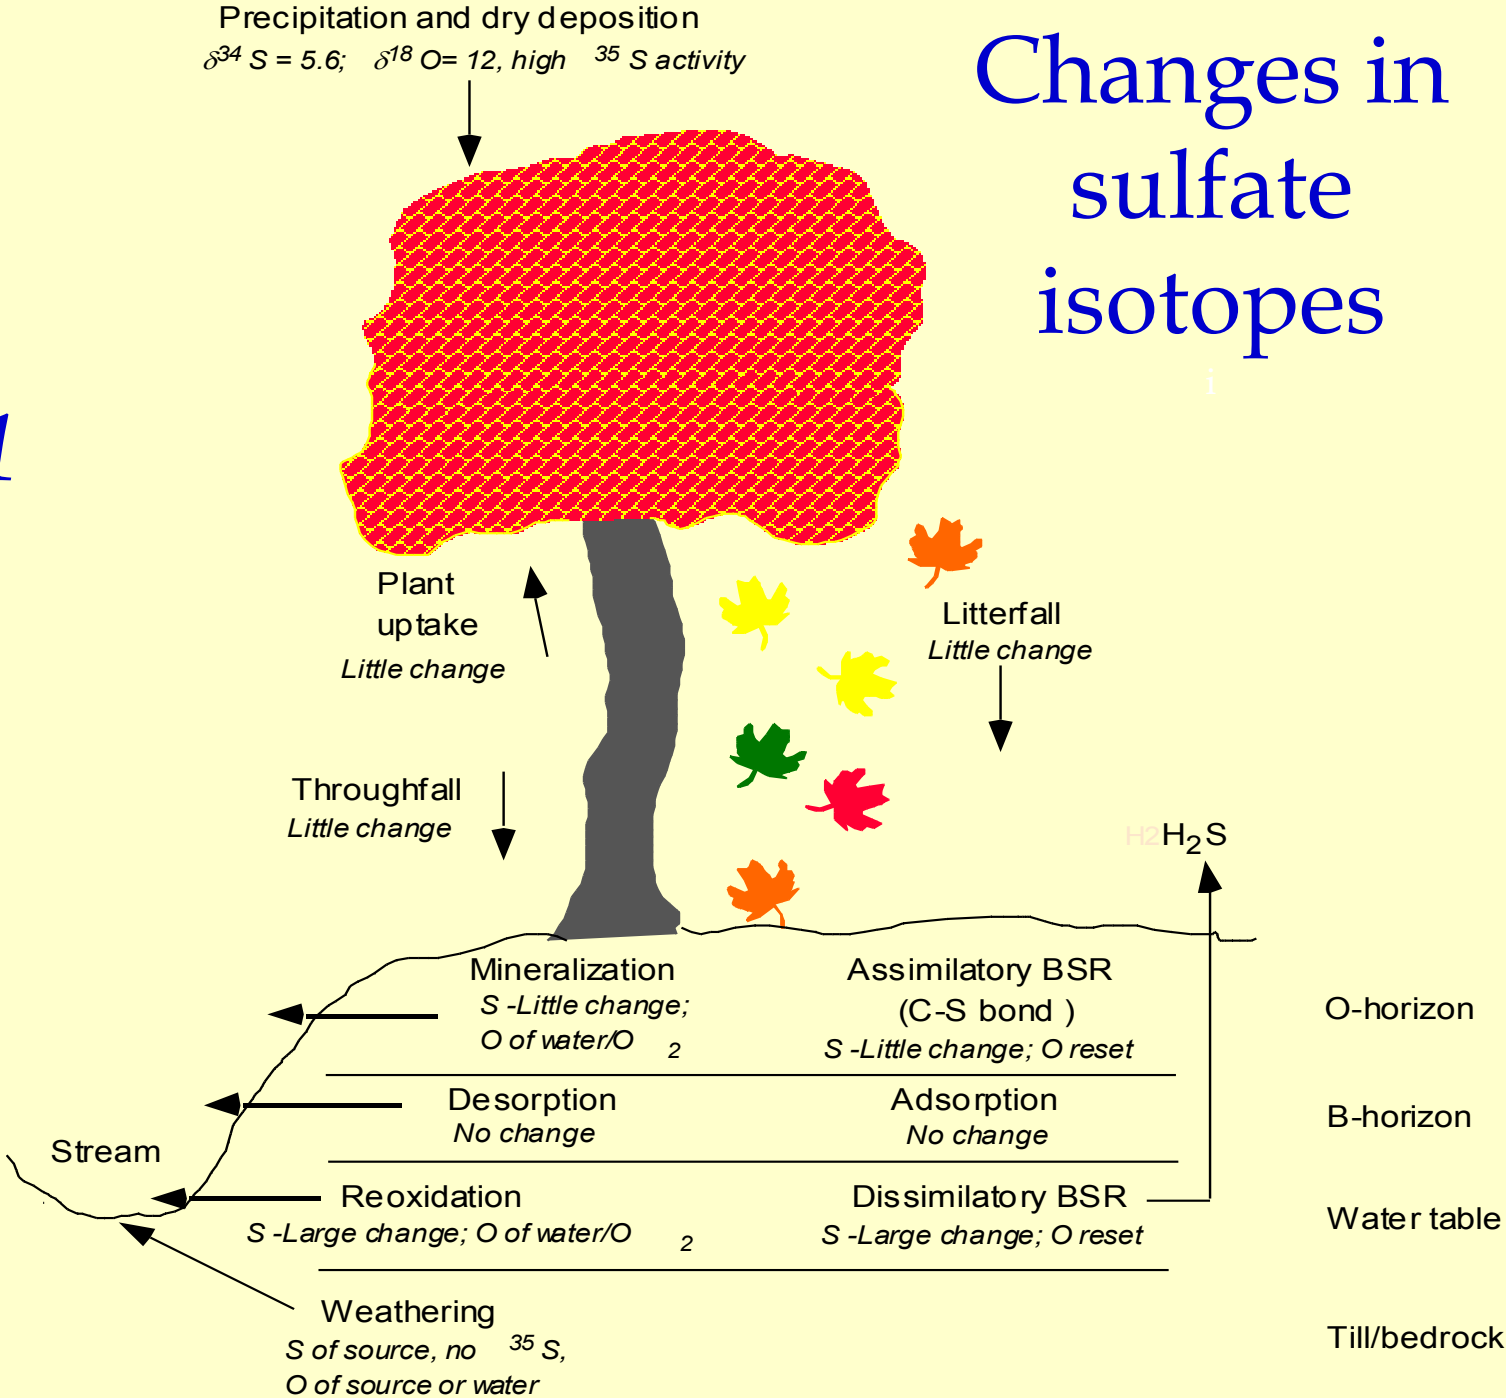 Precipitation and dry deposition
δ34 S = 5.6; δ18 O= 12, high 35 S activity
Changes in
sulfate
isotopes
i
Plant
uptake
Little change
Litterfall
Little change
Throughfall
Little change
H2H2S
Mineralization
S -Little change;
O of water/O 2
Assimilatory BSR
(C-S bond )
S -Little change; O reset
O-horizon
Desorption
No change
Adsorption
No change
B-horizon
Stream
Reoxidation
S -Large change; O of water/O 2
Dissimilatory BSR
S -Large change; O reset
Water table
Weathering
S of source, no 35 S,
O of source or water
Till/bedrock